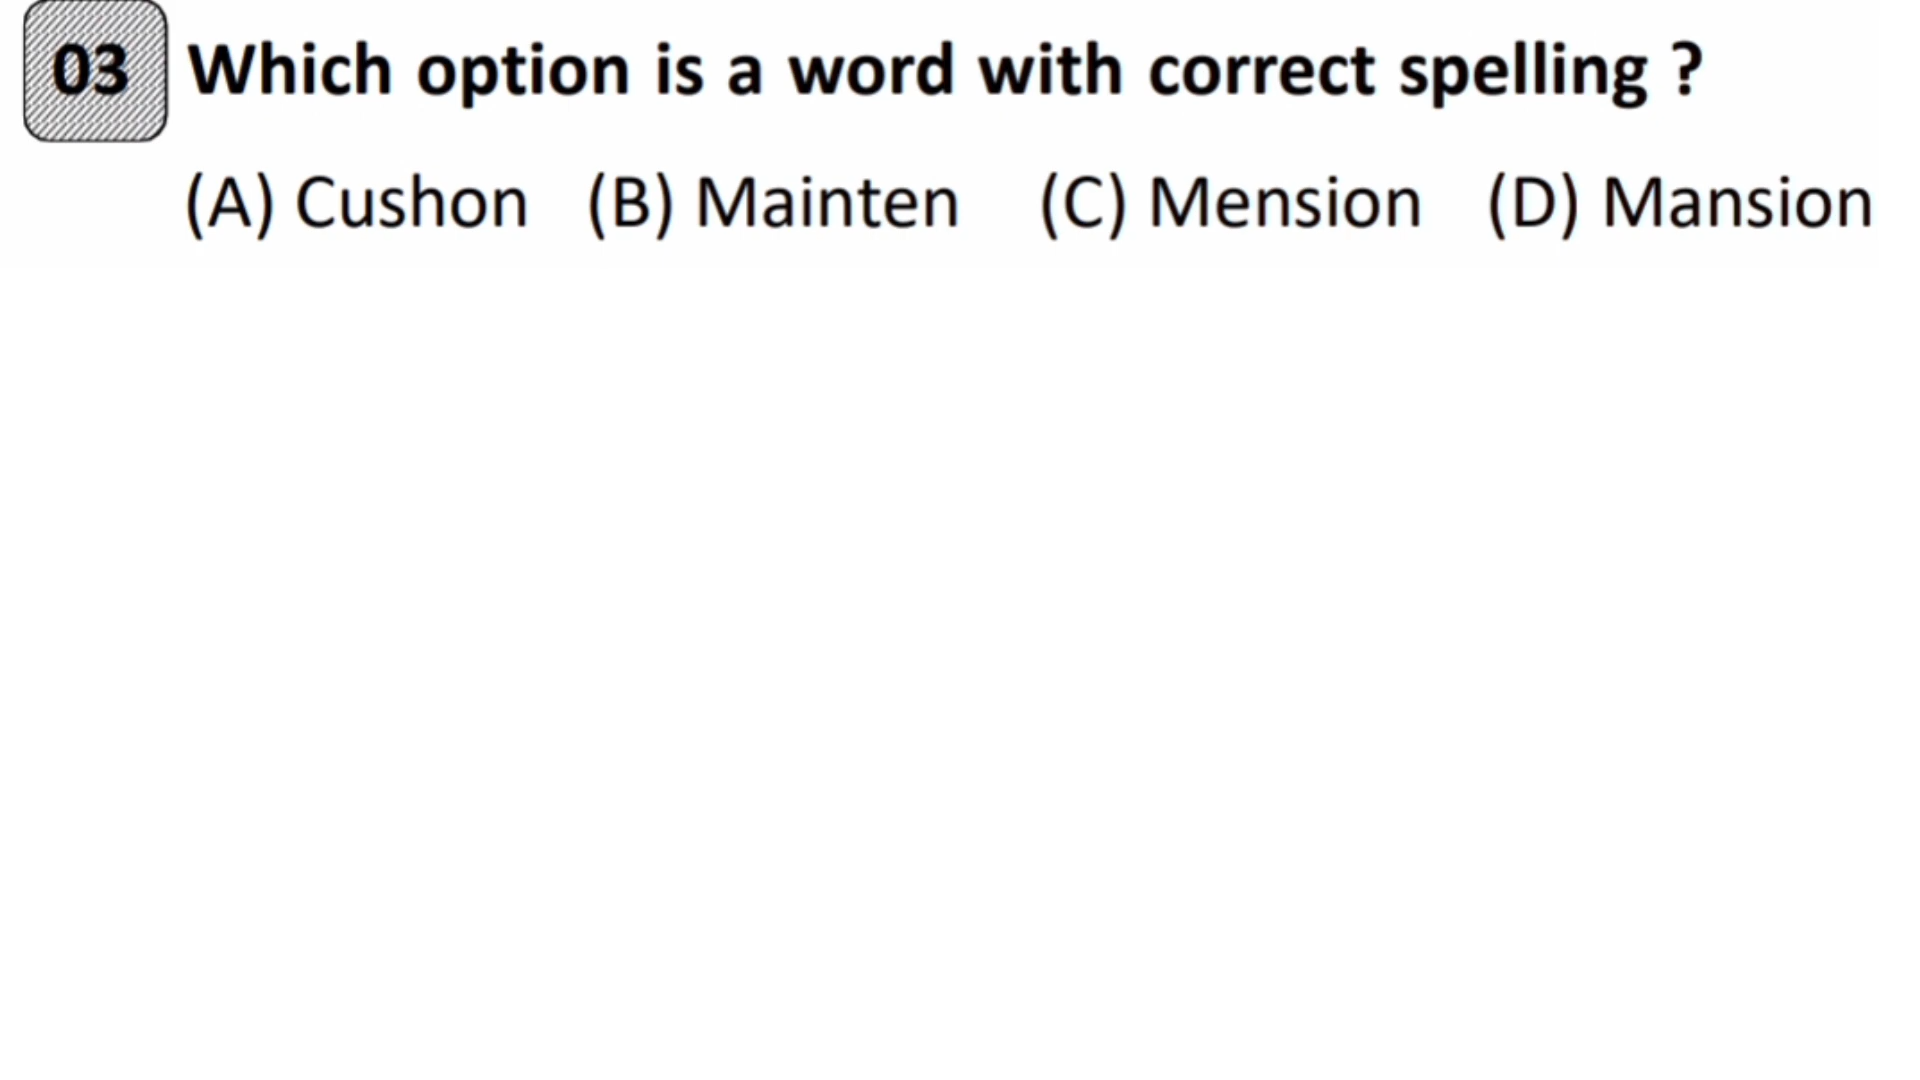 03 Which option is a word with correct spelling ?
(A) Cushon (B) Mainten (C) Mension (D) Mansion